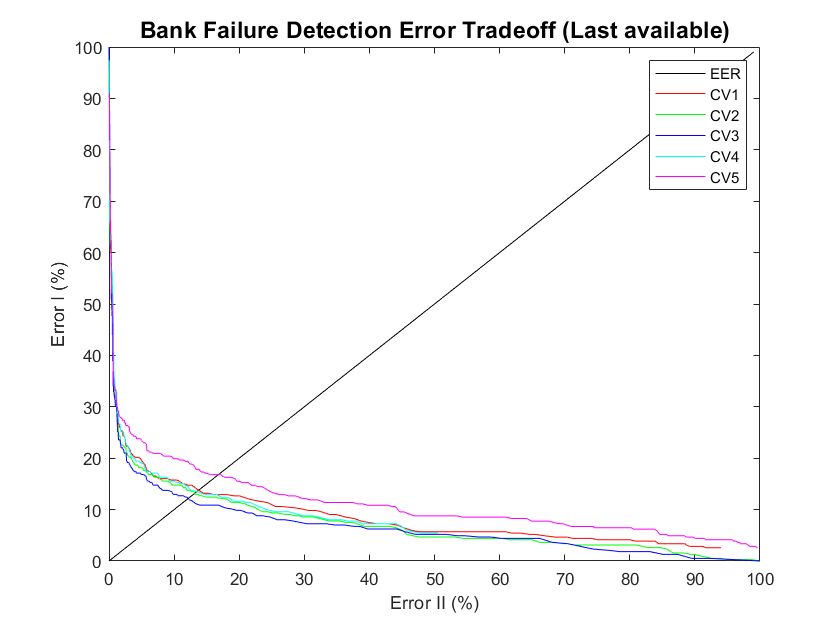 Bank Failure Detection Error Tradeoff (Last available)
100
90
80
70
60
50
40
30
20
10
0
Error I (%)
EER
CV1
CV2
CV3
CV4
CV5
0 10 20 30 40 50 60 70 80 90 100
Error II (%)